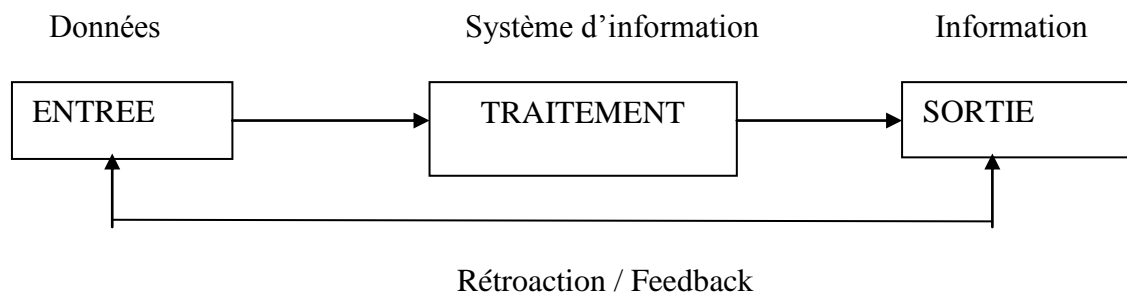 Données Système d’information Information
ENTREE TRAITEMENT SORTIE
Rétroaction / Feedback